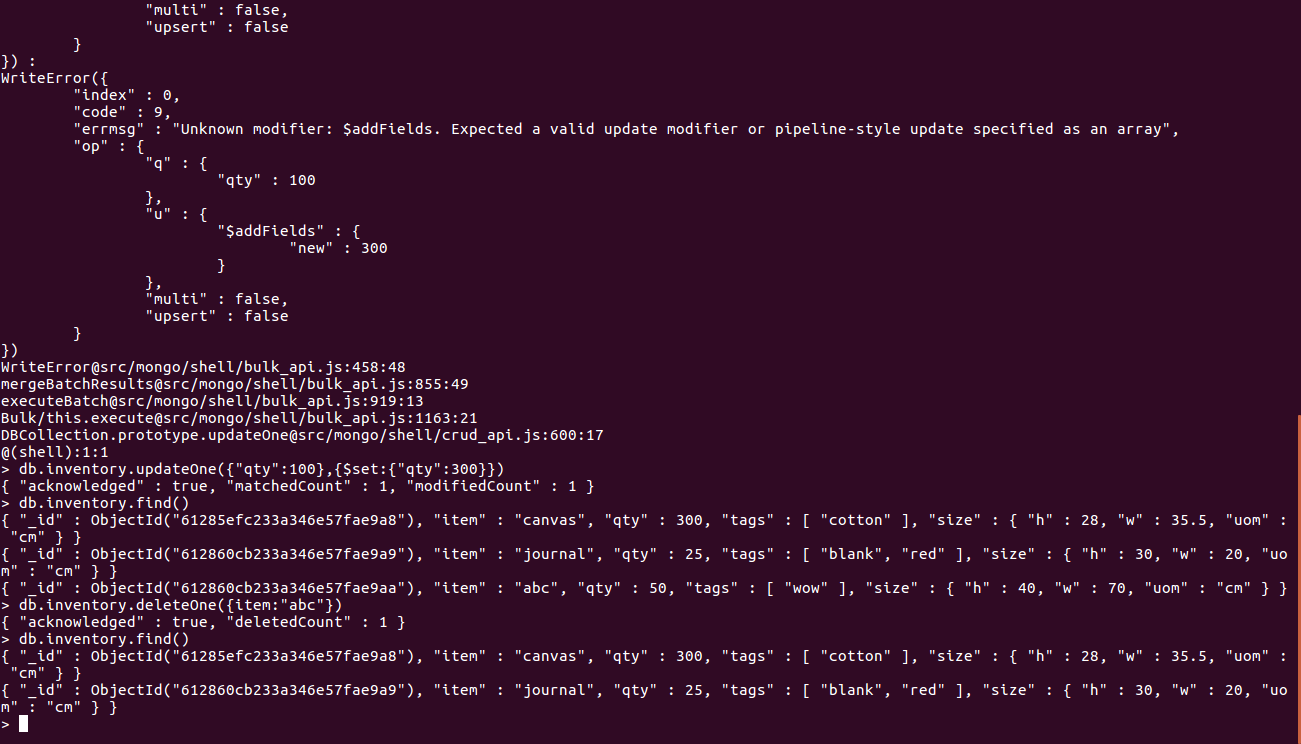 "multi" : false,
"upsert" : false
}
}) :
WriteError({
"index" : 0,
"code" : 9,
"errmsg" : "Unknown modifier: $addFields. Expected a valid update modifier or pipeline-style update specified as an array",
"op" : {
"q" : {
"qty" : 100
},
"u" : {
"$addFields" : {
"new" : 300
}
},
"multi" : false,
"upsert" : false
}
})
WriteError@src/mongo/shell/bulk_api.js:458:48
mergeBatchResults@src/mongo/shell/bulk_api.js:855:49
executeBatch@src/mongo/shell/bulk_api.js:919:13
Bulk/this.execute@src/mongo/shell/bulk_api.js:1163:21
DBCollection.prototype.updateOne@src/mongo/shell/crud_api.js:600:17
@(shell):1:1
> db.inventory.updateOne({"qty":100},{$set:{"qty":300}})
{ "acknowledged" : true, "matchedCount" : 1, "modifiedCount" : 1 }
> db.inventory.find()
{ "_id" : ObjectId("61285efc233a346e57fae9a8"), "item" : "canvas", "qty" : 300, "tags" : [ "cotton" ], "size" : { "h" : 28, "w" : 35.5, "uom" :
"cm" } }
{ "_id" : ObjectId("612860cb233a346e57fae9a9"), "item" : "journal", "qty" : 25, "tags" : [ "blank", "red" ], "size" : { "h" : 30, "w" : 20, "uo
m" : "cm" } }
{ "_id" : ObjectId("612860cb233a346e57fae9aa"), "item" : "abc", "qty" : 50, "tags" : [ "wow" ], "size" : { "h" : 40, "w" : 70, "uom" : "cm" } }
> db.inventory.deleteOne({item:"abc"})
{ "acknowledged" : true, "deletedCount" : 1 }
> db.inventory.find()
{ "_id" : ObjectId("61285efc233a346e57fae9a8"), "item" : "canvas", "qty" : 300, "tags" : [ "cotton" ], "size" : { "h" : 28, "w" : 35.5, "uom" :
"cm" } }
{ "_id" : ObjectId("612860cb233a346e57fae9a9"), "item" : "journal", "qty" : 25, "tags" : [ "blank", "red" ], "size" : { "h" : 30, "w" : 20, "uo
m" : "cm" } }
>